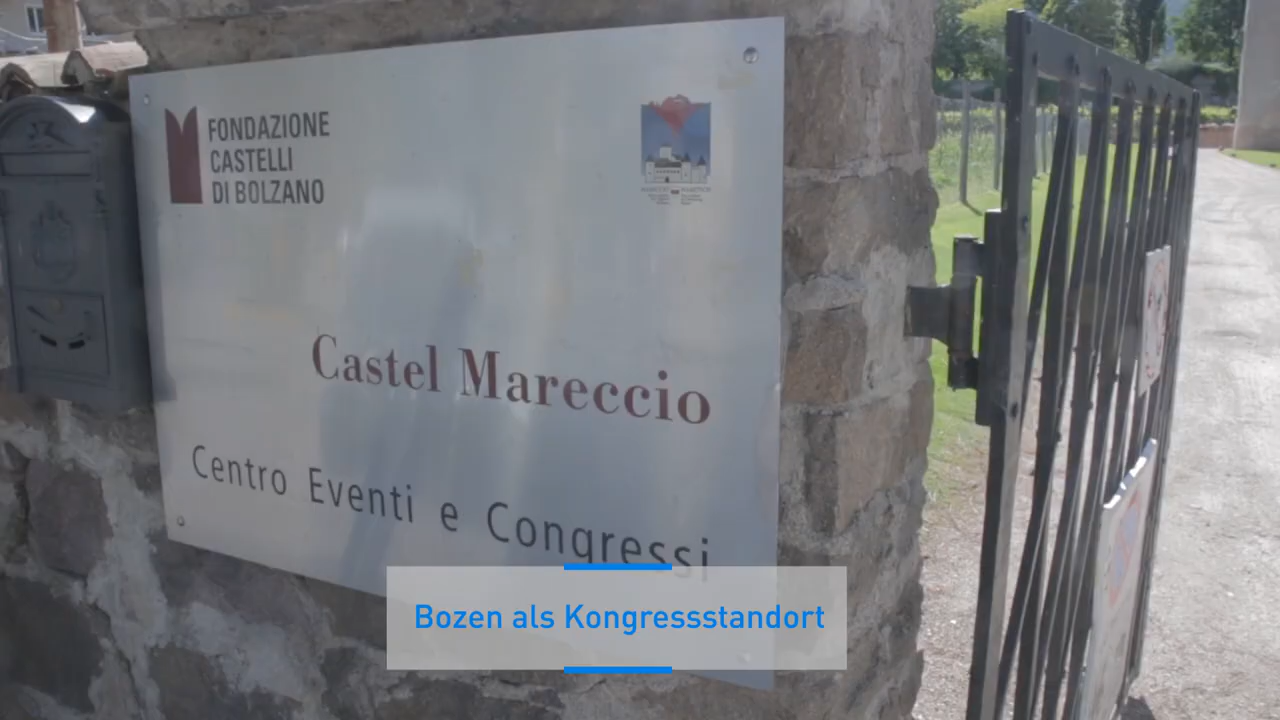 FONDAZIONE
CASTELLI
DI BOLZANO
Castel Mareccio
Centro Eventi e Congressi
Bozen als Kongressstandort